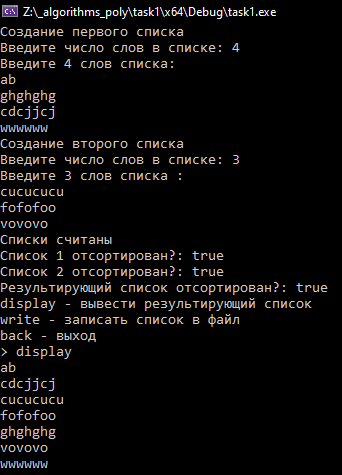 Z:\_algorithms_poly\task1\x64\Debug\task1.exe
Создание первого списка
Введите число слов в списке: 4
Введите 4 слов списка:
ab
ghghghg
cdcjjcj
wwwwww
Создание второго списка
Введите число слов в списке: 3
Введите 3 слов списка :
cucucucu
fofofoo
vovovo
Списки считаны
Список 1 отсортирован?: true
Список 2 отсортирован?: true
Результирующий список отсортирован?: true
display - вывести результирующий список
write - записать список в файл
back - выход
> display
ab
cdcjjcj
cucucucu
fofofoo
ghghghg
vovovo
wwwwww